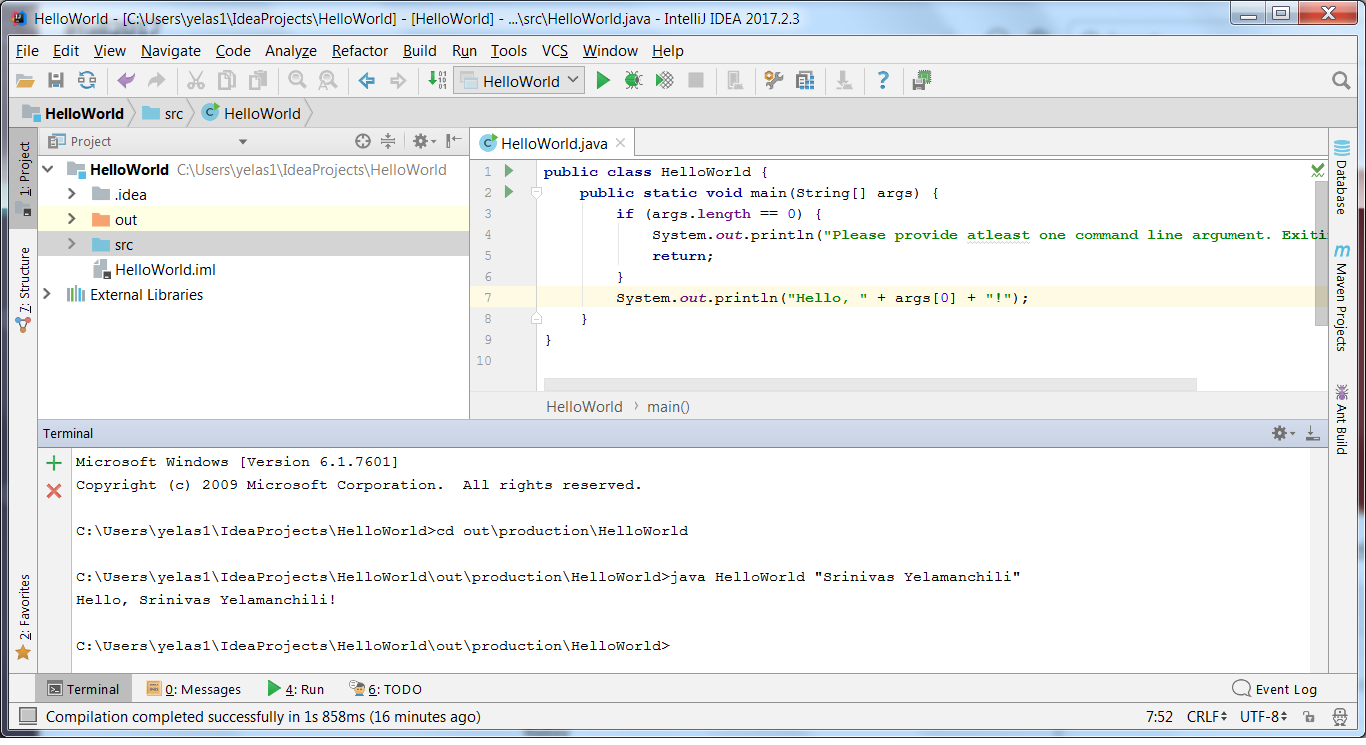 HelloWorld - [C:\Users\yelas1\IdeaProjects\HelloWorld] - [HelloWorld] - ...\src\HelloWorld.java - IntelliJ IDEA 2017.2.3
File Edit View Navigate Code Analyze Refactor Build Run Tools VCS Window Help
HelloWorld
HelloWorld src HelloWorld
1: Project
7: Structure
2: Favorites
Project
HelloWorld C:\Users\yelas1\IdeaProjects\HelloWorld
.idea
out
src
HelloWorld.iml
External Libraries
HelloWorld.java
1 public class HelloWorld {
2 public static void main(String[] args) {
3 if (args.length == 0) {
4 System.out.println("Please provide atleast one command line argument. Exiti
5 return;
6 }
7 System.out.println("Hello, " + args[0] + "!");
8 }
9 }
10
HelloWorld › main()
Database
Maven Projects
Ant Build
Terminal
Microsoft Windows [Version 6.1.7601]
Copyright (c) 2009 Microsoft Corporation.  All rights reserved.
C:\Users\yelas1\IdeaProjects\HelloWorld>cd out\production\HelloWorld
C:\Users\yelas1\IdeaProjects\HelloWorld\out\production\HelloWorld>java HelloWorld "Srinivas Yelamanchili"
Hello, Srinivas Yelamanchili!
C:\Users\yelas1\IdeaProjects\HelloWorld\out\production\HelloWorld>
Terminal 0: Messages 4: Run 6: TODO Event Log
Compilation completed successfully in 1s 858ms (16 minutes ago) 7:52 CRLF UTF-8